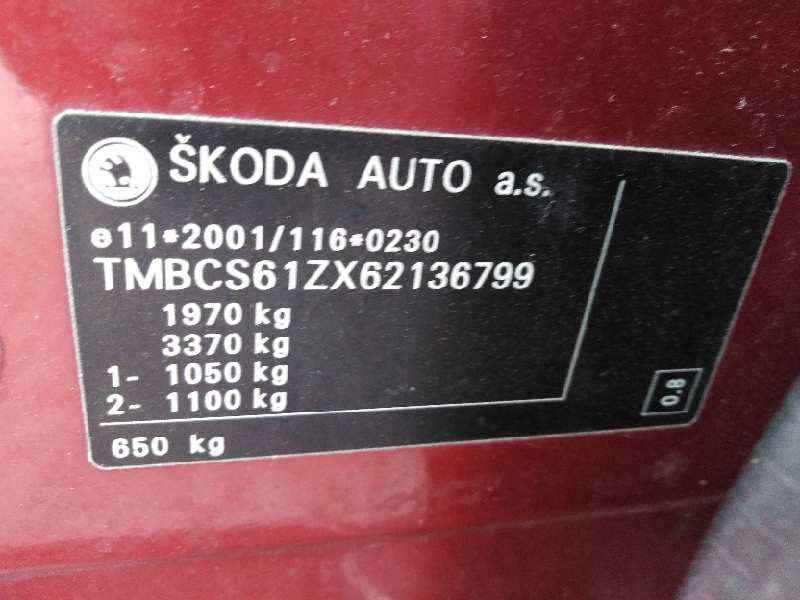 ŠKODA AUTO a.s.
e11*2001/116*0230
TMBCS61ZX62136799
1970 kg
3370 kg
1- 1050 kg
2- 1100 kg
650 kg
0.8